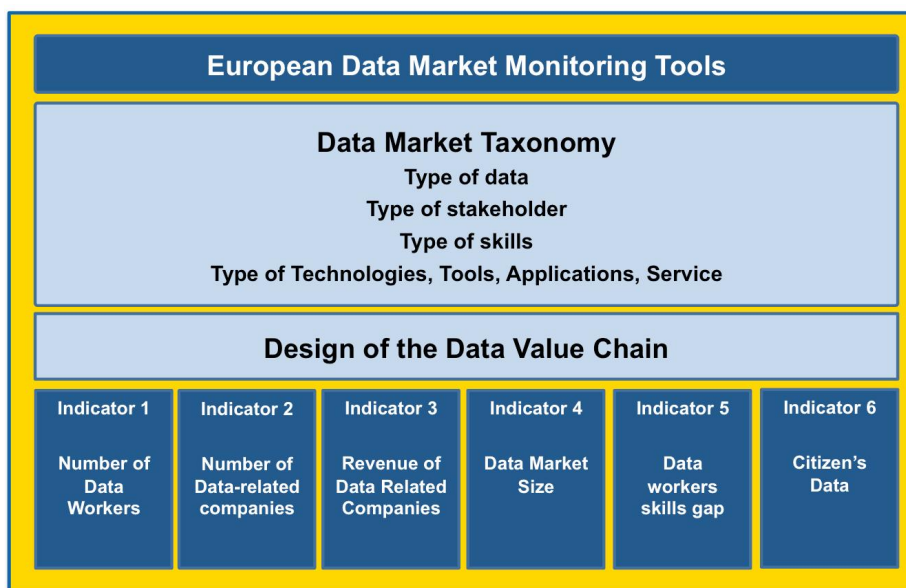 European Data Market Monitoring Tools
Data Market Taxonomy
Type of data
Type of stakeholder
Type of skills
Type of Technologies, Tools, Applications, Service
Design of the Data Value Chain
Indicator 1
Number of
Data
Workers
Indicator 2
Number of
Data-related
companies
Indicator 3
Revenue of
Data Related
Companies
Indicator 4
Data Market
Size
Indicator 5
Data
workers
skills gap
Indicator 6
Citizen’s
Data